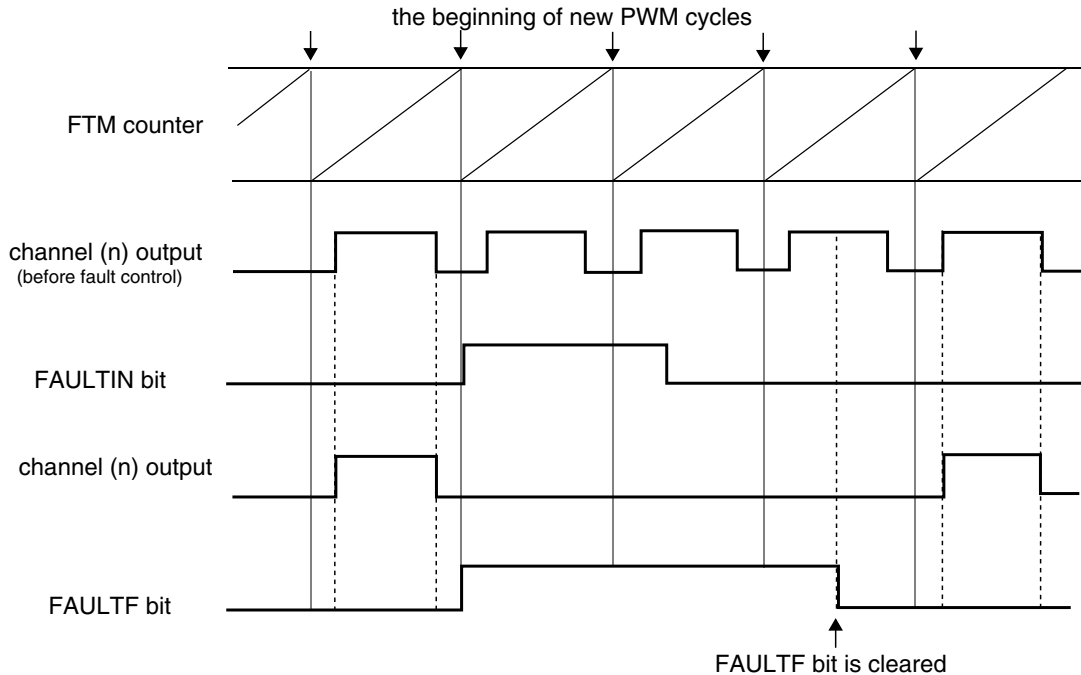 the beginning of new PWM cycles
FTM counter
channel (n) output
(before fault control)
FAULTIN bit
channel (n) output
FAULTF bit
FAULTF bit is cleared